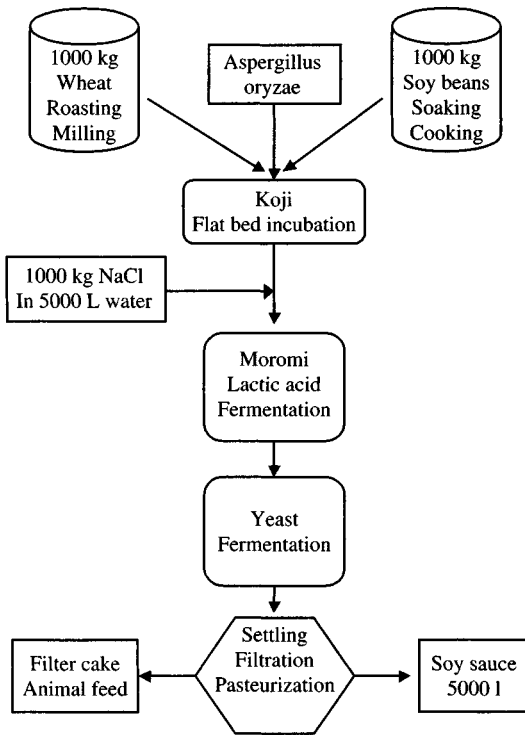 1000 kg
Wheat
Roasting
Milling
Aspergillus
oryzae
1000 kg
Soy beans
Soaking
Cooking
Koji
Flat bed incubation
1000 kg NaCl
In 5000 L water
Moromi
Lactic acid
Fermentation
Yeast
Fermentation
Settling
Filtration
Pasteurization
Filter cake
Animal feed
Soy sauce
5000 l